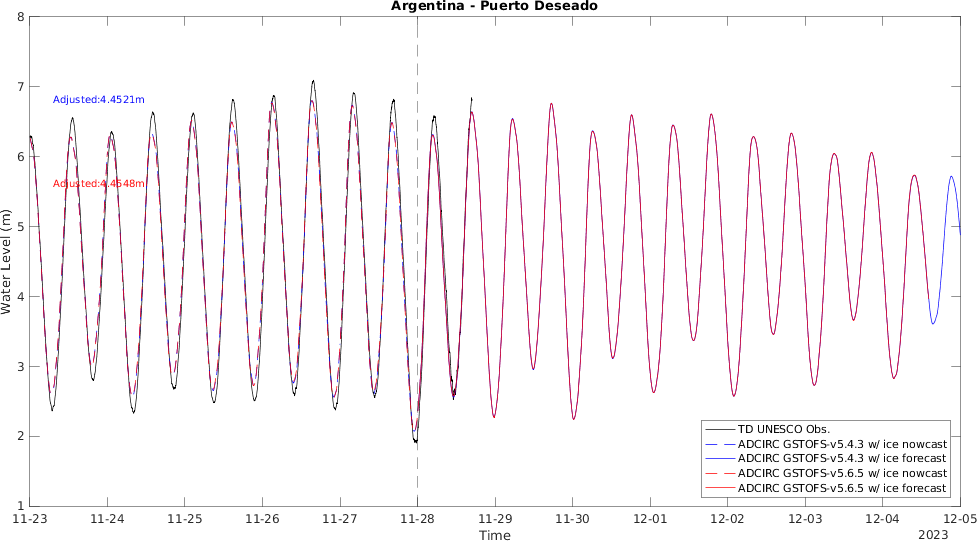 Argentina - Puerto Deseado
8
7
6
5
4
3
2
1
Water Level (m)
Adjusted:4.4521m
Adjusted:4.4548m
TD UNESCO Obs.
ADCIRC GSTOFS-v5.4.3 w/ ice nowcast
ADCIRC GSTOFS-v5.4.3 w/ ice forecast
ADCIRC GSTOFS-v5.6.5 w/ ice nowcast
ADCIRC GSTOFS-v5.6.5 w/ ice forecast
11-23 11-24 11-25 11-26 11-27 11-28 11-29 11-30 12-01 12-02 12-03 12-04 12-05
Time
2023